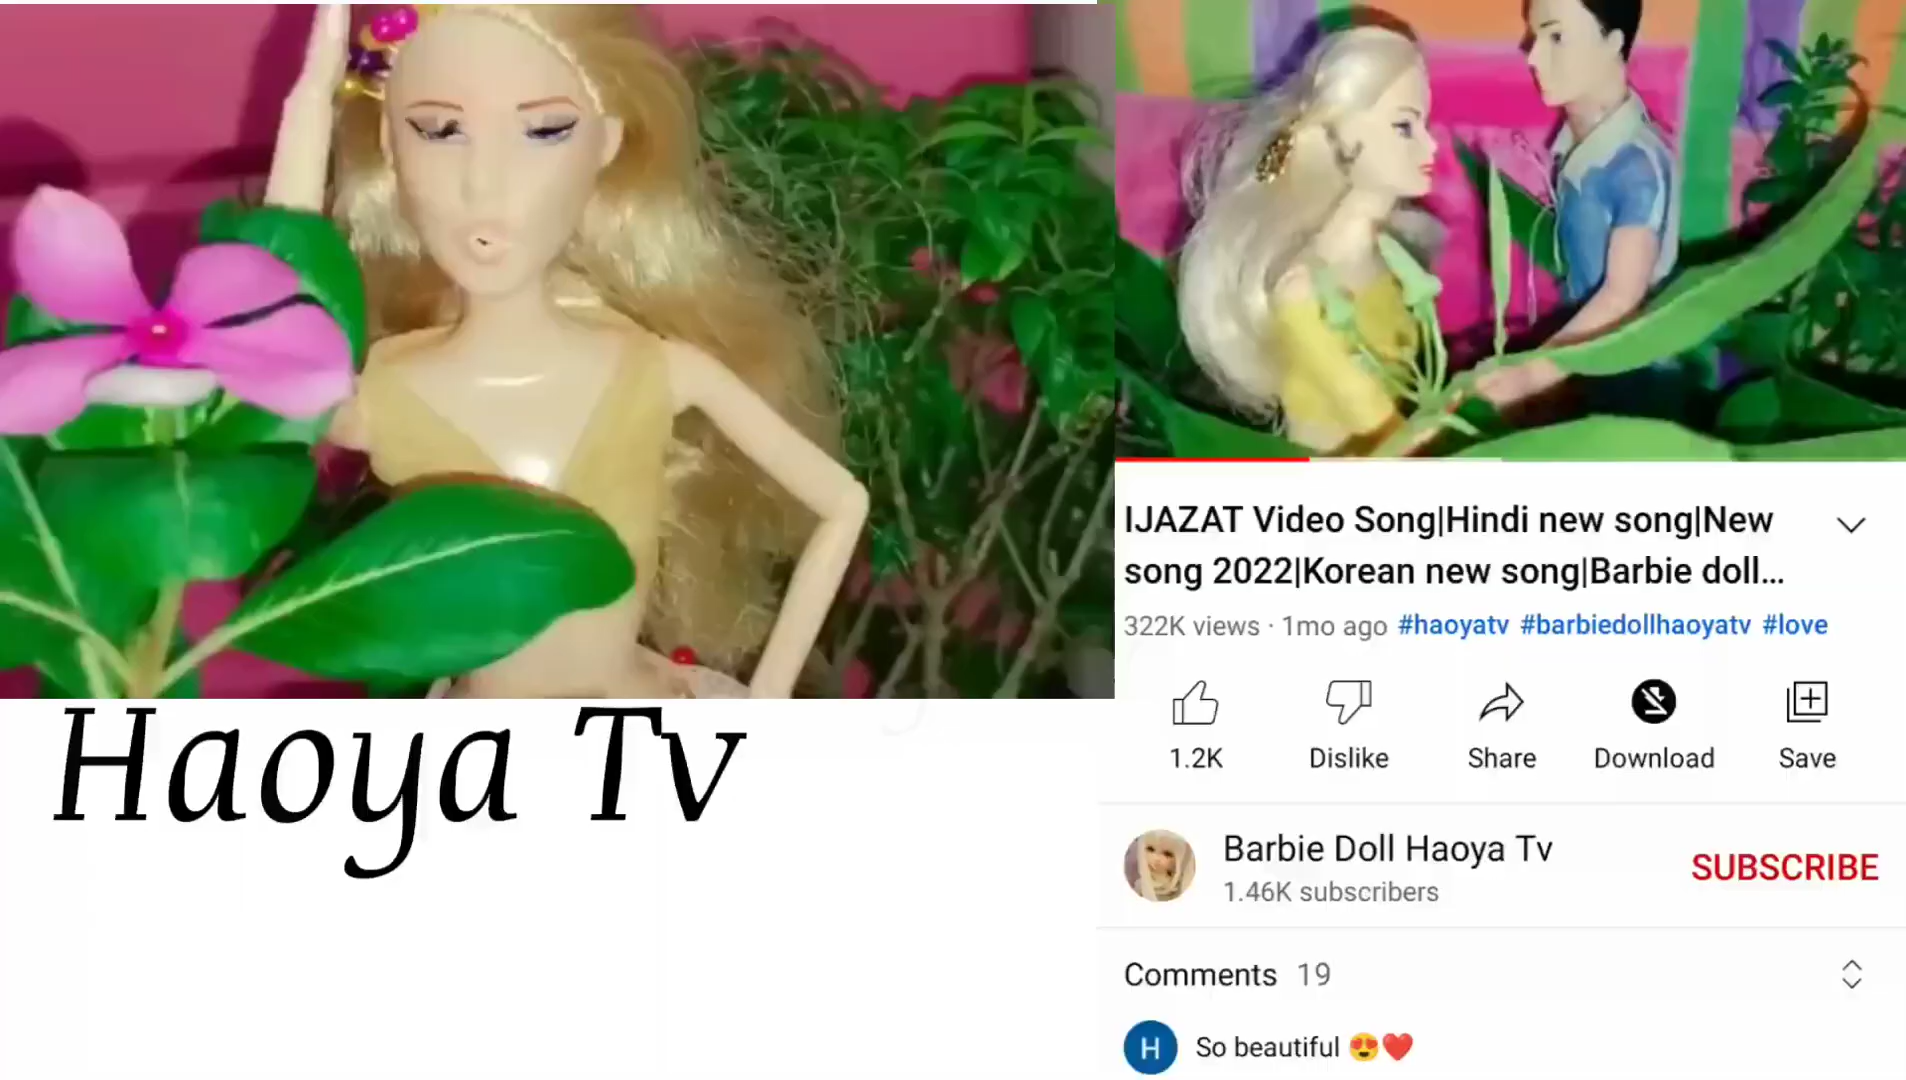 Haoya Tv
IJAZAT Video Song|Hindi new song|New
song 2022|Korean new song|Barbie doll...
322K views · 1mo ago #haoyatv #barbiedollhaoyatv #love
1.2K Dislike Share Download Save
Barbie Doll Haoya Tv
SUBSCRIBE
1.46K subscribers
Comments 19
H So beautiful 😍❤️